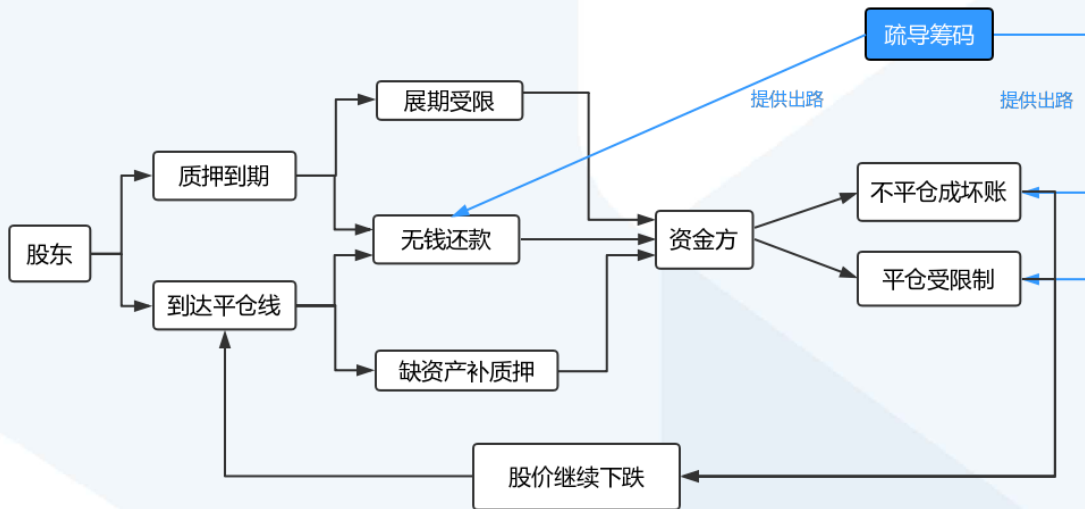 疏导筹码
展期受限
提供出路
提供出路
质押到期
不平仓成坏账
股东
无钱还款
资金方
到达平仓线
平仓受限制
缺资产补质押
股价继续下跌